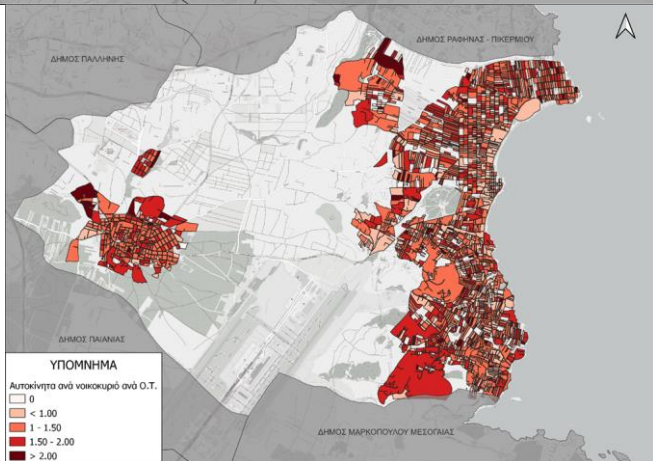 ΔΗΜΟΣ ΡΑΦΗΝΑΣ - ΠΙΚΕΡΜΙΟΥ
ΔΗΜΟΣ ΠΑΛΛΗΝΗΣ
ΔΗΜΟΣ ΠΑΙΑΝΙΑΣ
ΔΗΜΟΣ ΜΑΡΚΟΠΟΥΛΟΥ ΜΕΣΟΓΑΙΑΣ
ΥΠΟΜΝΗΜΑ
Αυτοκίνητα ανά νοικοκυριό ανά Ο.Τ.
0
< 1.00
1 - 1.50
1.50 - 2.00
> 2.00